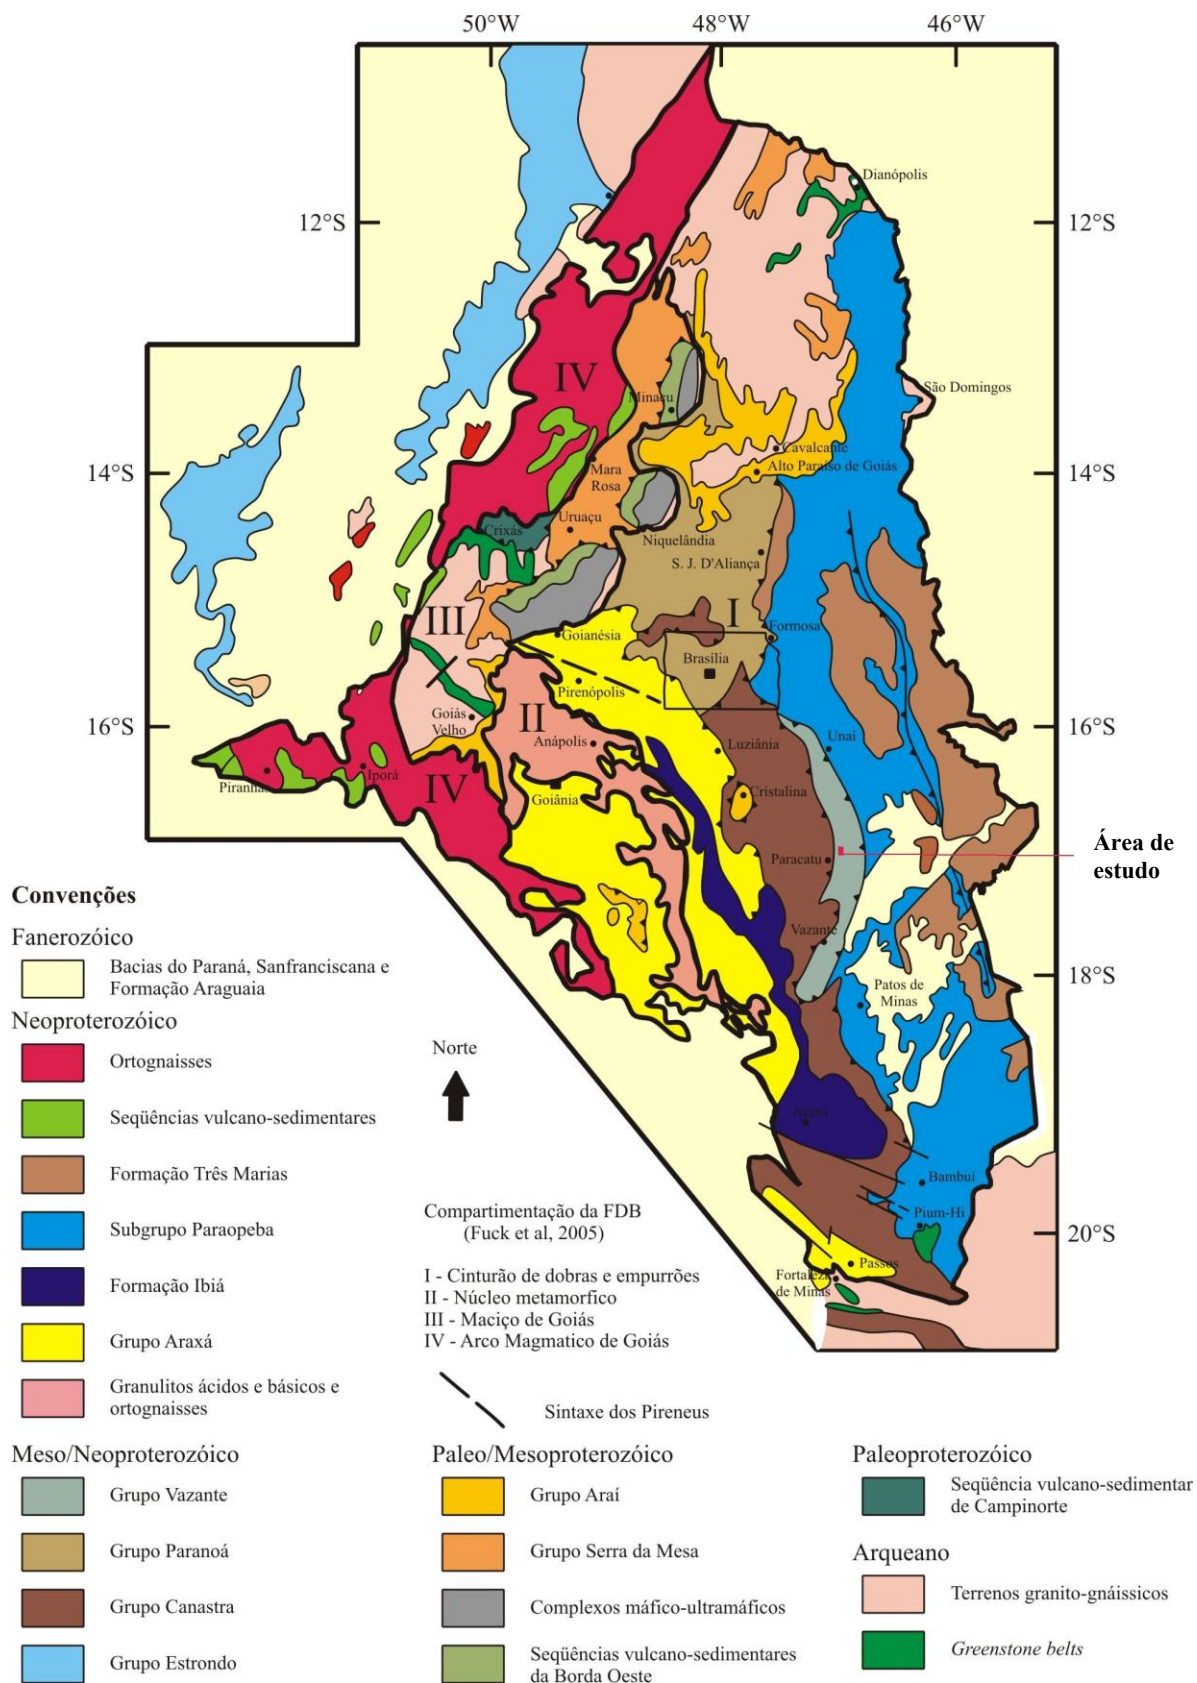 50°W 48°W 46°W
Dianópolis
12°S 12°S
IV
São Domingos
Minaçu
Cavalcante
14°S Mara Rosa Alto Paraíso de Goiás 14°S
Crixás Uruaçu
Niquelândia
S. J. D'Aliança
III I
Goianésia Formosa
Brasília
Pirenópolis
Goiás Velho II
16°S Anápolis Luziânia Unai 16°S
Piranhas Iporá IV Goiânia Cristalina
Paracatu Área de
estudo
Convenções
Vazante
Fanerozóico
Bacias do Paraná, Sanfranciscana e
Formação Araguaia
18°S
Patos de
Minas
Neoproterozóico
Ortognaisses
Norte
Seqüências vulcano-sedimentares
Araxá
Formação Três Marias
Bambuí
Subgrupo Paraopeba
Pium-Hi
20°S
Passos
Fortaleza
de Minas
Formação Ibiá
Grupo Araxá
Granulitos ácidos e básicos e
ortognaisses
Compartimentação da FDB
(Fuck et al, 2005)
I - Cinturão de dobras e empurrões
II - Núcleo metamorfico
III - Maciço de Goiás
IV - Arco Magmatico de Goiás
Sintaxe dos Pireneus
Meso/Neoproterozóico
Grupo Vazante
Grupo Paranoá
Grupo Canastra
Grupo Estrondo
Paleo/Mesoproterozóico
Grupo Araí
Grupo Serra da Mesa
Complexos máfico-ultramáficos
Seqüências vulcano-sedimentares
da Borda Oeste
Paleoproterozóico
Seqüência vulcano-sedimentar
de Campinorte
Arqueano
Terrenos granito-gnáissicos
Greenstone belts